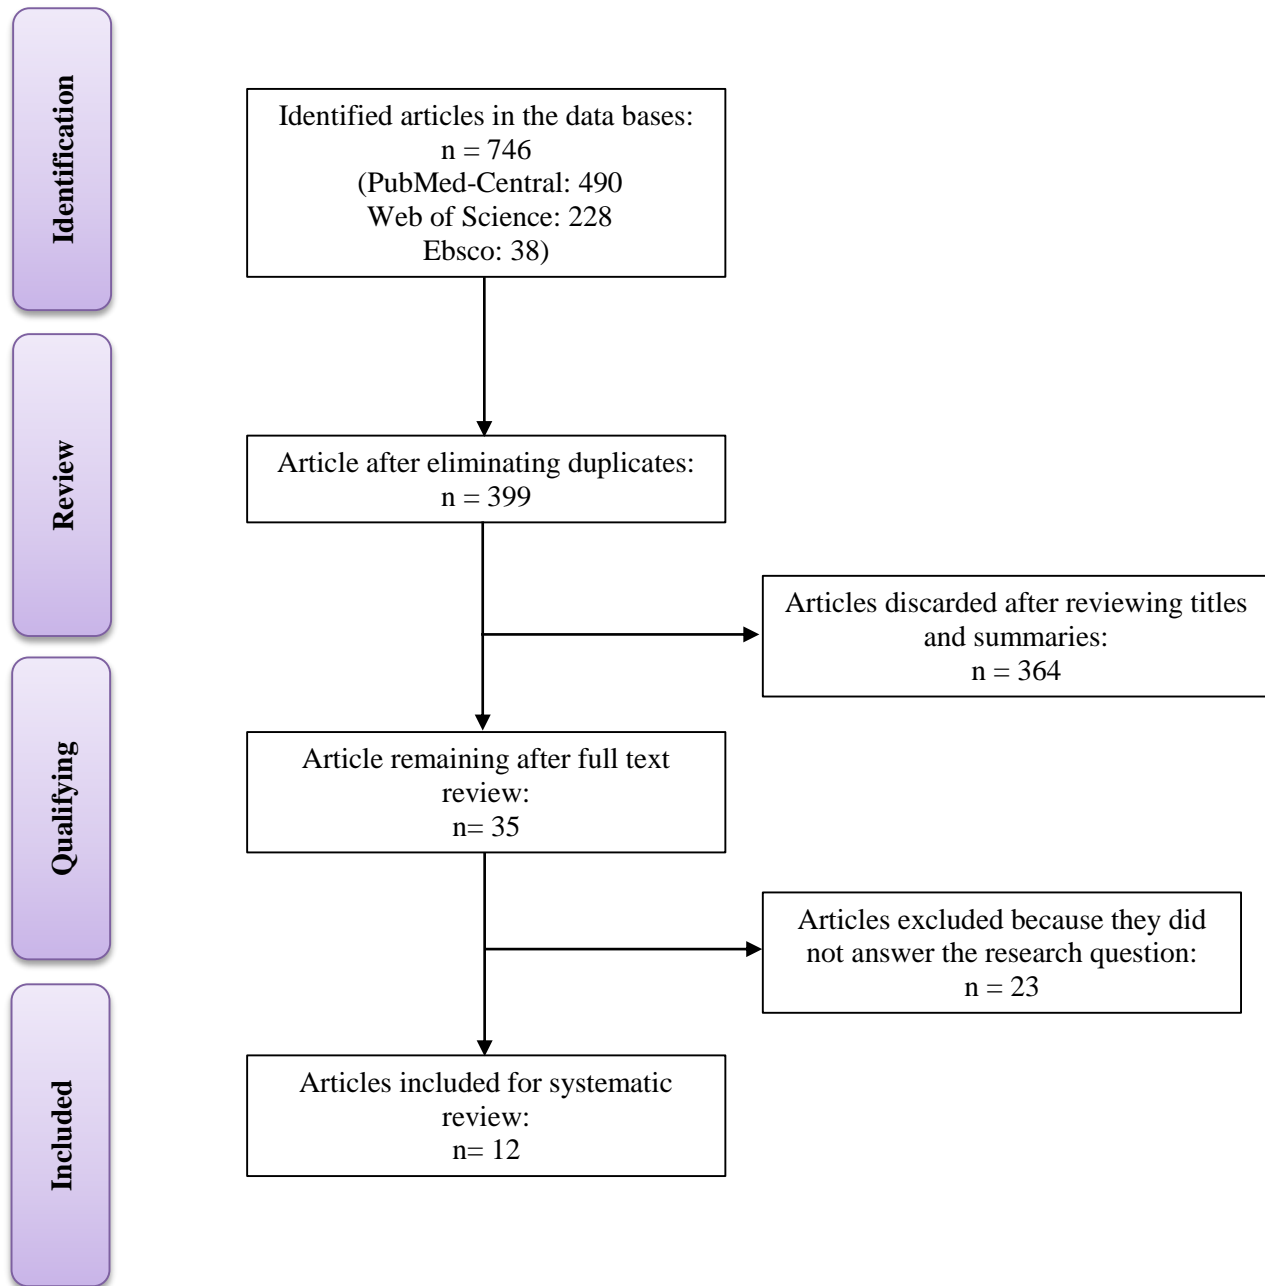 Identification
Identified articles in the data bases:
n = 746
(PubMed-Central: 490
Web of Science: 228
Ebsco: 38)
Review
Article after eliminating duplicates:
n = 399
Articles discarded after reviewing titles
and summaries:
n = 364
Qualifying
Article remaining after full text
review:
n= 35
Articles excluded because they did
not answer the research question:
n = 23
Included
Articles included for systematic
review:
n= 12